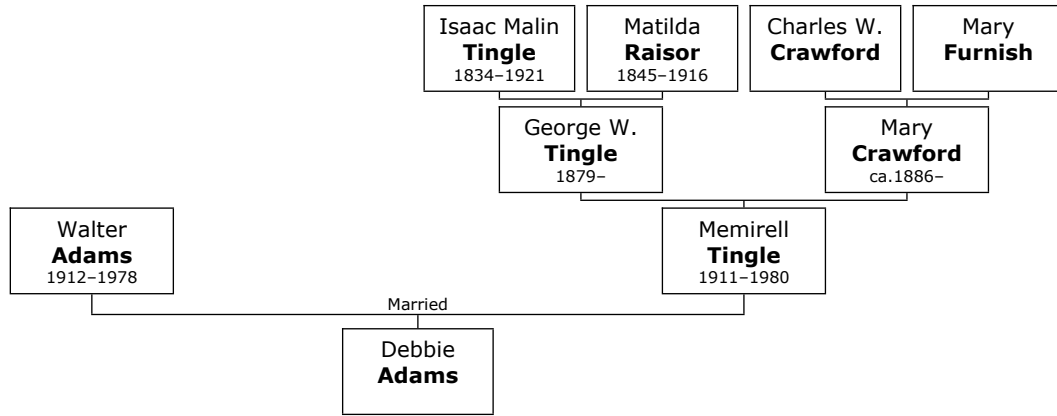 Isaac Malin
Tingle
1834–1921
Matilda
Raisor
1845–1916
Charles W.
Crawford
Mary
Furnish
George W.
Tingle
1879–
Mary
Crawford
ca.1886–
Walter
Adams
1912–1978
Memirell
Tingle
1911–1980
Married
Debbie
Adams